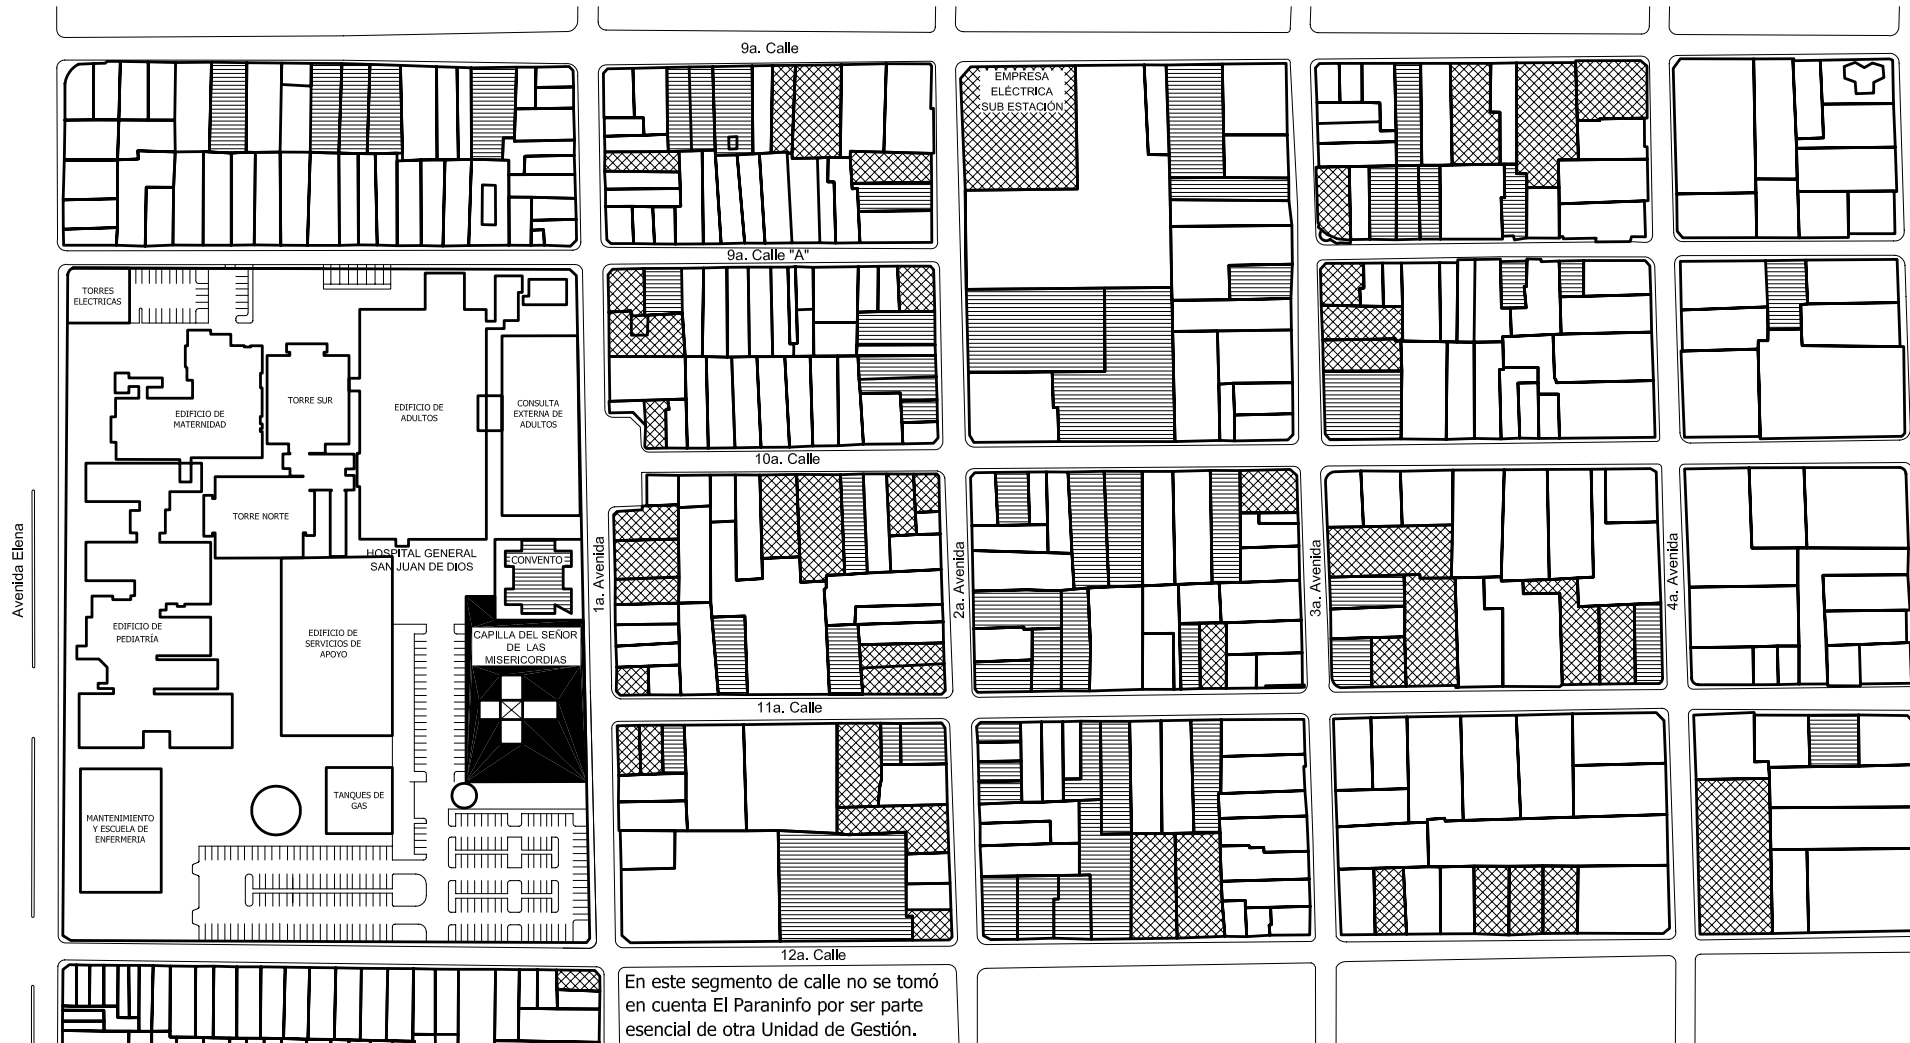 9a. Calle
EMPRESA
ELÉCTRICA
SUB ESTACIÓN
9a. Calle "A"
TORRES
ELECTRICAS
EDIFICIO DE
MATERNIDAD
TORRE SUR
EDIFICIO DE
ADULTOS
CONSULTA
EXTERNA DE
ADULTOS
10a. Calle
TORRE NORTE
HOSPITAL GENERAL
SAN JUAN DE DIOS
CONVENTO
Avenida Elena
1a. Avenida
2a. Avenida
3a. Avenida
4a. Avenida
EDIFICIO DE
PEDIATRÍA
EDIFICIO DE
SERVICIOS DE
APOYO
CAPILLA DEL SEÑOR
DE LAS
MISERICORDIAS
11a. Calle
TANQUES DE
GAS
MANTENIMIENTO
Y ESCUELA DE
ENFERMERIA
12a. Calle
En este segmento de calle no se tomó
en cuenta El Paraninfo por ser parte
esencial de otra Unidad de Gestión.